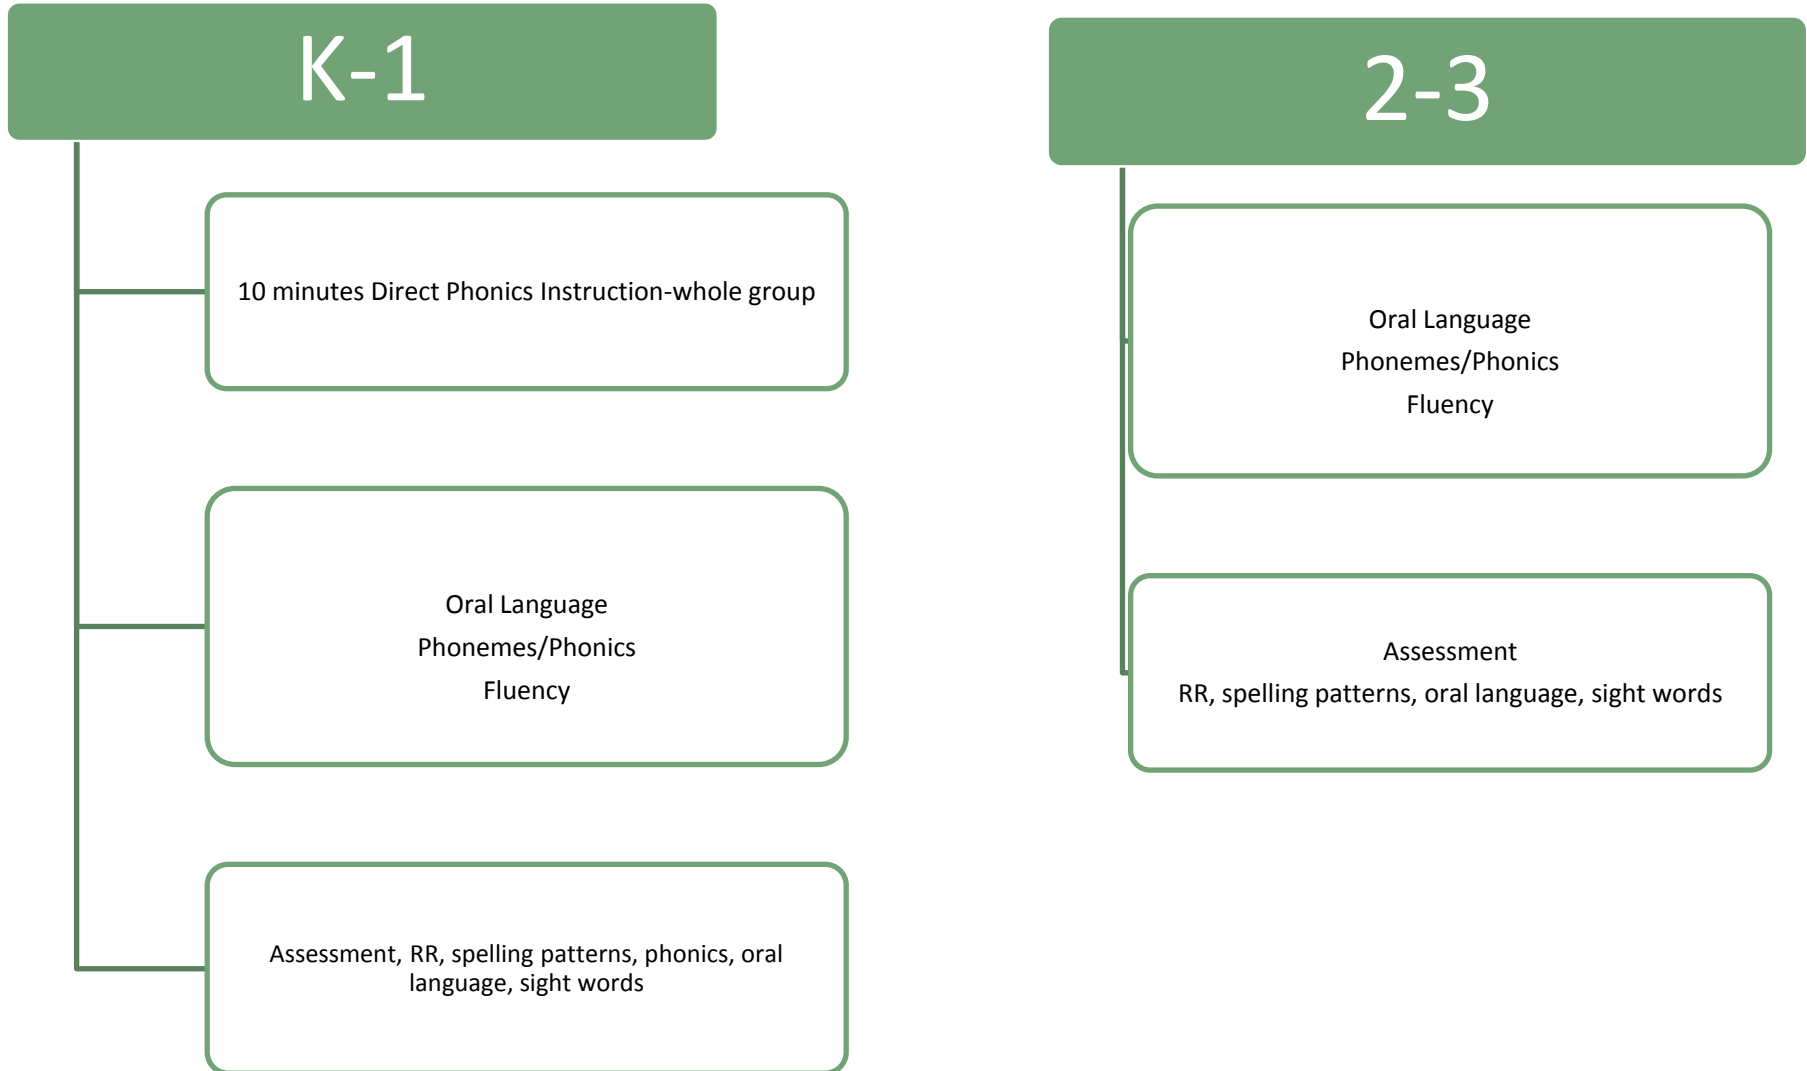 K-1
10 minutes Direct Phonics Instruction-whole group
Oral Language
Phonemes/Phonics
Fluency
Assessment, RR, spelling patterns, phonics, oral
language, sight words
2-3
Oral Language
Phonemes/Phonics
Fluency
Assessment
RR, spelling patterns, oral language, sight words